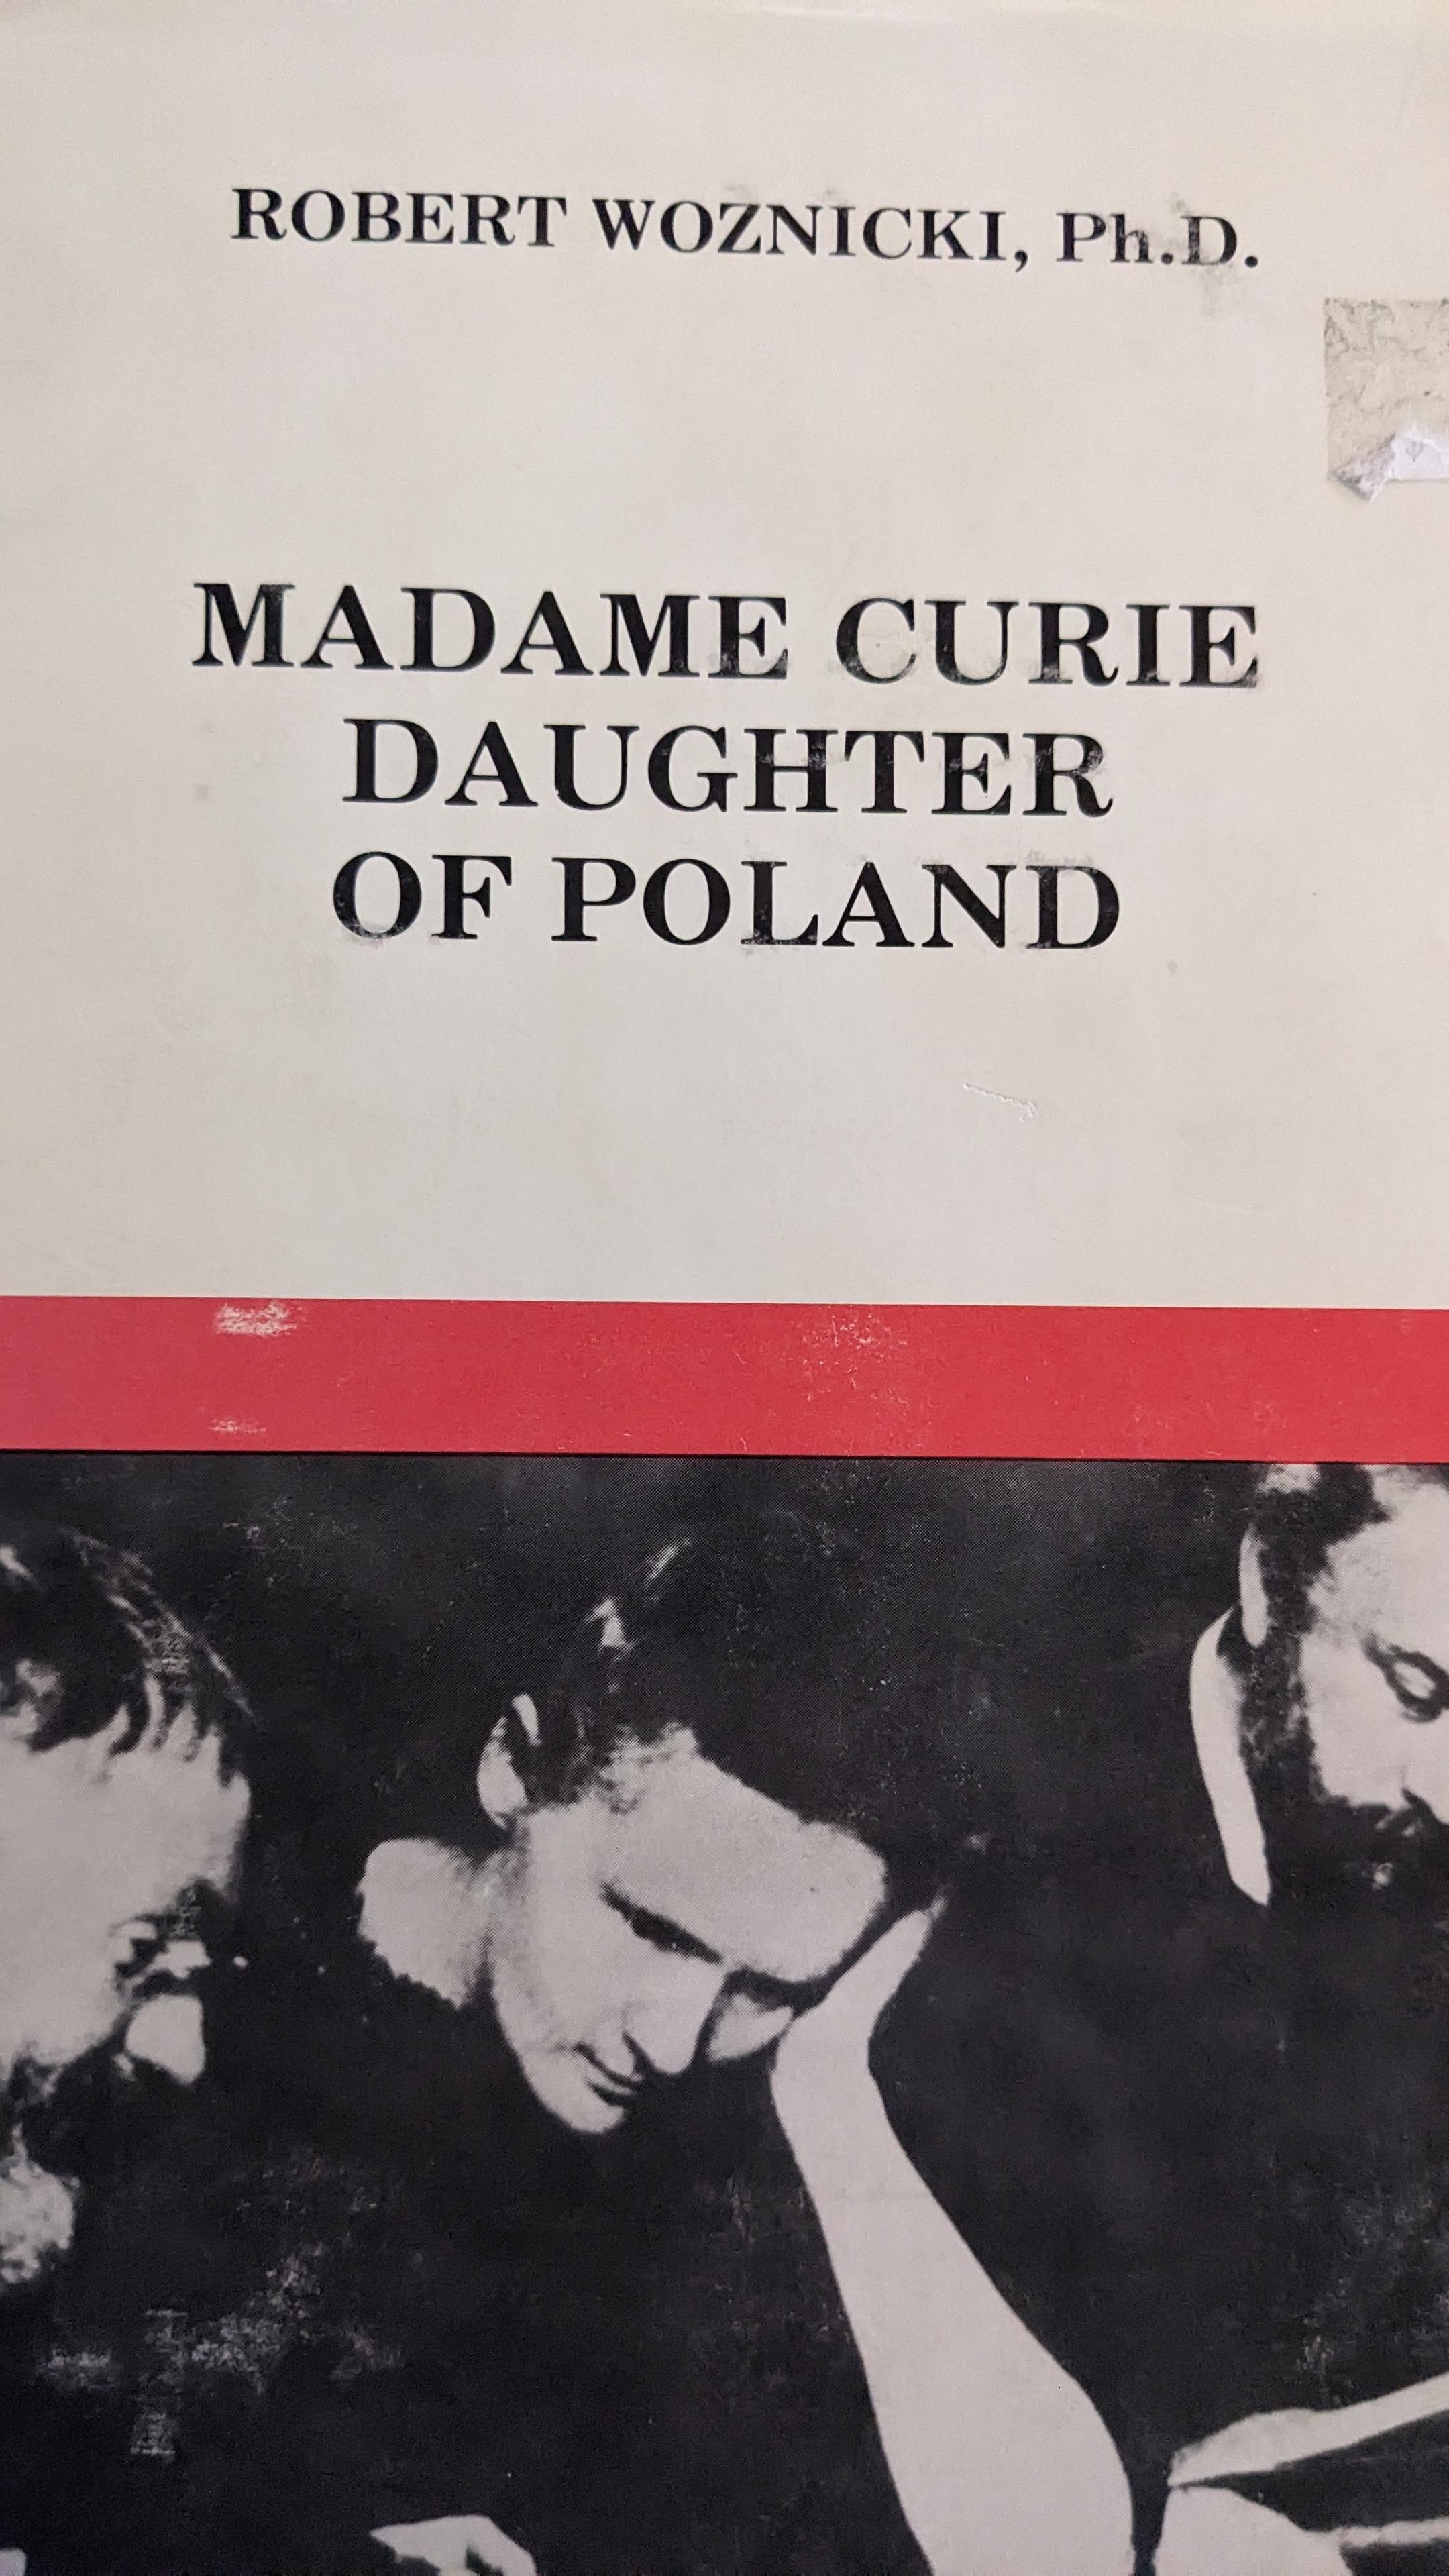 ROBERT WOZNICKI, Ph.D.
MADAME CURIE
DAUGHTER
OF POLAND